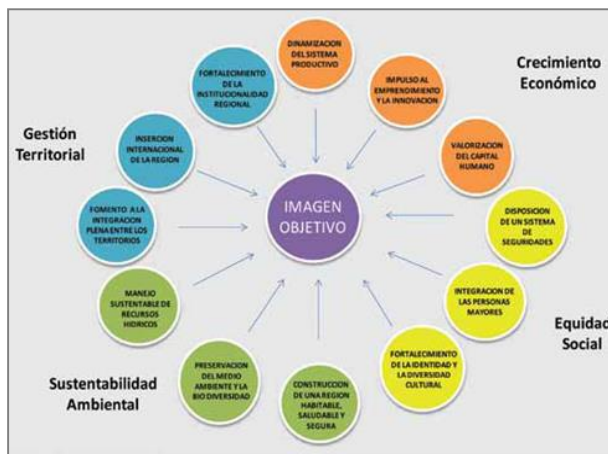 DINAMIZACION
DEL SISTEMA
PRODUCTIVO
IMPULSO AL
EMPRENDIMIENTO
Y LA INNOVACION
Crecimiento
Económico
VALORIZACION
DEL CAPITAL
HUMANO
DISPOSICION
DE UN SISTEMA
DE
SEGURIDADES
INTEGRACION DE
LAS PERSONAS
MAYORES
Equidad
Social
FORTALECIMIENTO
DE LA IDENTIDAD Y
LA DIVERSIDAD
CULTURAL
CONSTRUCCION
DE UNA REGION
HABITABLE,
SALUDABLE Y
SEGURA
PRESERVACION
DEL MEDIO
AMBIENTE Y LA
BIO DIVERSIDAD
Sustentabilidad
Ambiental
MANEJO
SUSTENTABLE DE
RECURSOS
HIDRICOS
FOMENTO A LA
INTEGRACION
PLENA ENTRE LOS
TERRITORIOS
INSERCION
INTERNACIONAL
DE LA REGION
Gestión
Territorial
FORTALECIMIENTO
DE LA
INSTITUCIONALIDAD
REGIONAL
IMAGEN
OBJETIVO